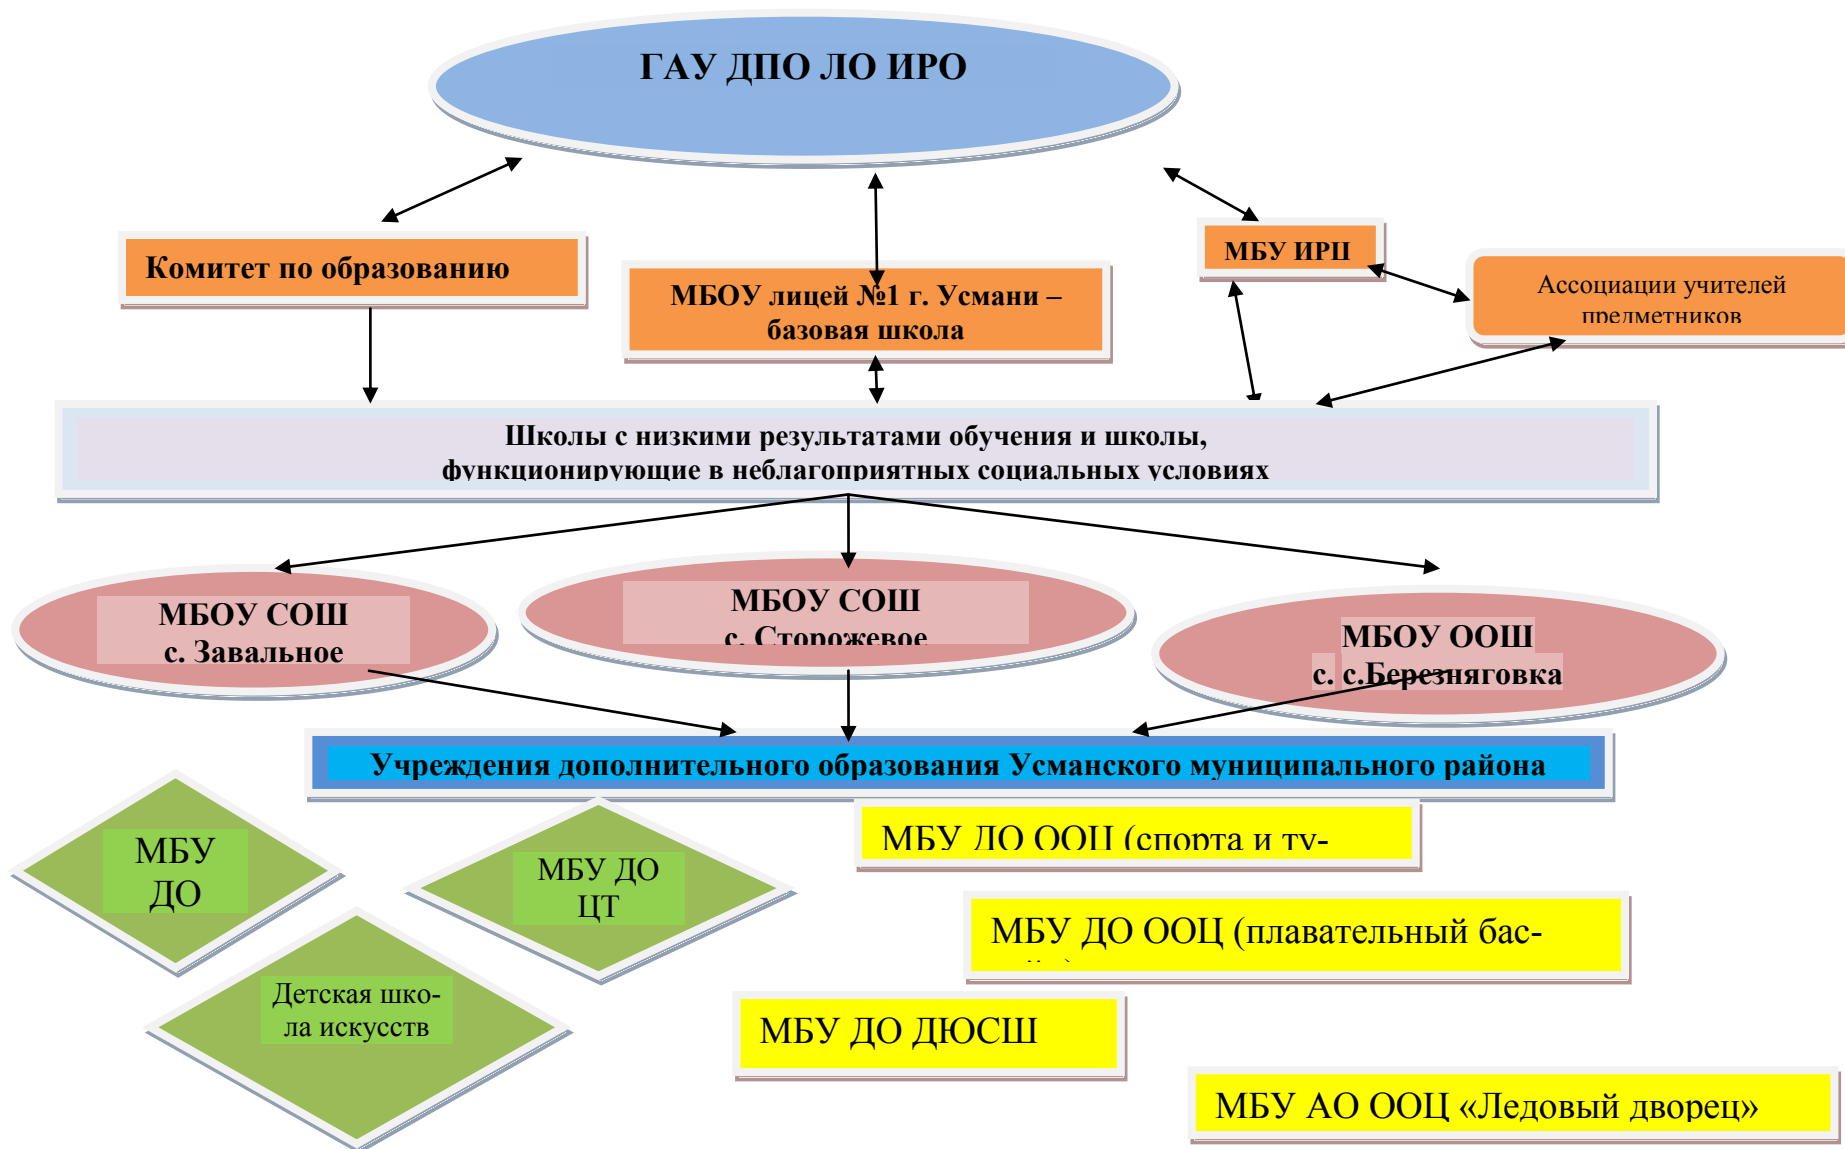 ГАУ ДПО ЛО ИРО
Комитет по образованию
МБОУ лицей №1 г. Усмани –
базовая школа
МБУ ИРЦ
Ассоциации учителей
предметников
Школы с низкими результатами обучения и школы,
функционирующие в неблагоприятных социальных условиях
МБОУ СОШ
с. Завальное
МБОУ СОШ
с. Сторожевое
МБОУ ООШ
с. с.Березняговка
Учреждения дополнительного образования Усманского муниципального района
МБУ
ДО
МБУ ДО
ЦТ
Детская шко-
ла искусств
МБУ ДО ООЦ (спорта и ту-
МБУ ДО ООЦ (плавательный бас-
МБУ ДО ДЮСШ
МБУ АО ООЦ «Ледовый дворец»